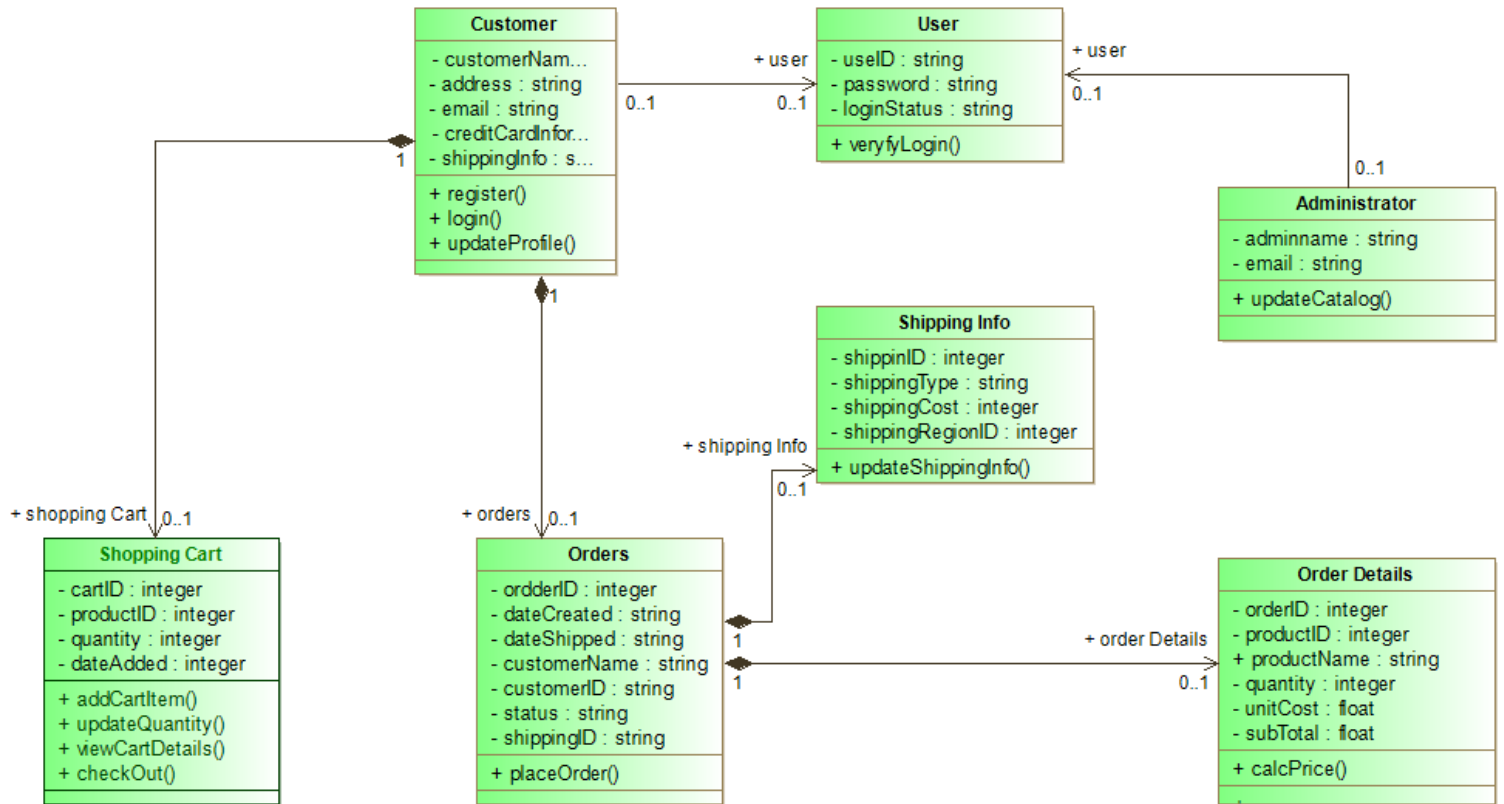 Customer
- customerNam...
- address : string
- email : string
- creditCardInfor...
- shippingInfo : s...
+ register()
+ login()
+ updateProfile()
+ user
0..1
0..1
User
- useID : string
- password : string
- loginStatus : string
+ veryfyLogin()
+ user
0..1
0..1
Administrator
- adminname : string
- email : string
+ updateCatalog()
1
1
Shipping Info
- shippinID : integer
- shippingType : string
- shippingCost : integer
- shippingRegionID : integer
+ updateShippingInfo()
+ shipping Info
0..1
+ shopping Cart
0..1
+ orders
0..1
Shopping Cart
- cartID : integer
- productID : integer
- quantity : integer
- dateAdded : integer
+ addCartItem()
+ updateQuantity()
+ viewCartDetails()
+ checkOut()
Orders
- ordderID : integer
- dateCreated : string
- dateShipped : string
- customerName : string
- customerID : string
- status : string
- shippingID : string
+ placeOrder()
1
1
+ order Details
0..1
Order Details
- orderID : integer
- productID : integer
+ productName : string
- quantity : integer
- unitCost : float
- subTotal : float
+ calcPrice()